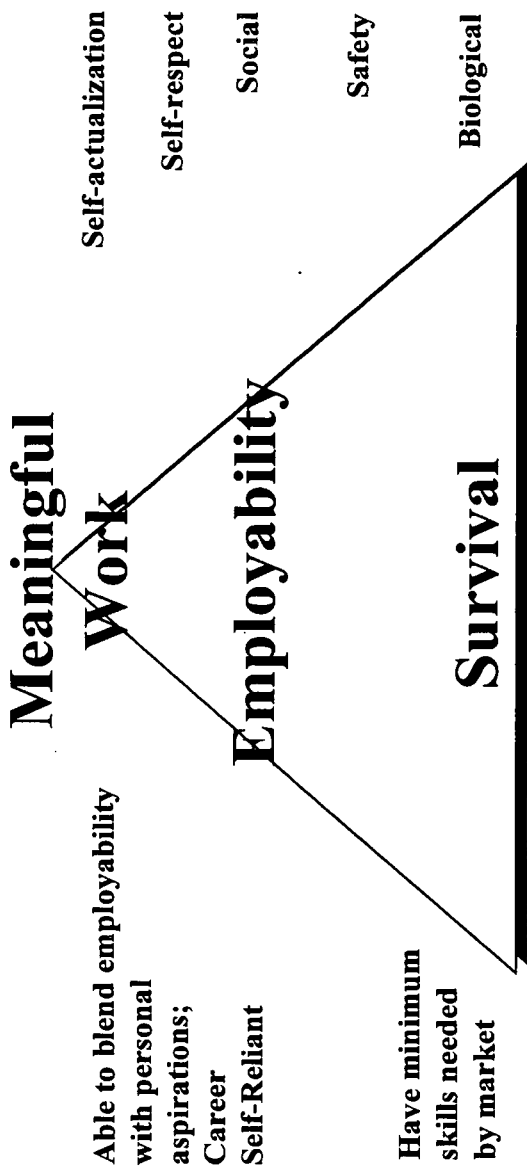 Meaningful
Work
Employability
Survival
Able to blend employability
with personal
aspirations;
Career
Self-Reliant
Have minimum
skills needed
by market
Self-actualization
Self-respect
Social
Safety
Biological